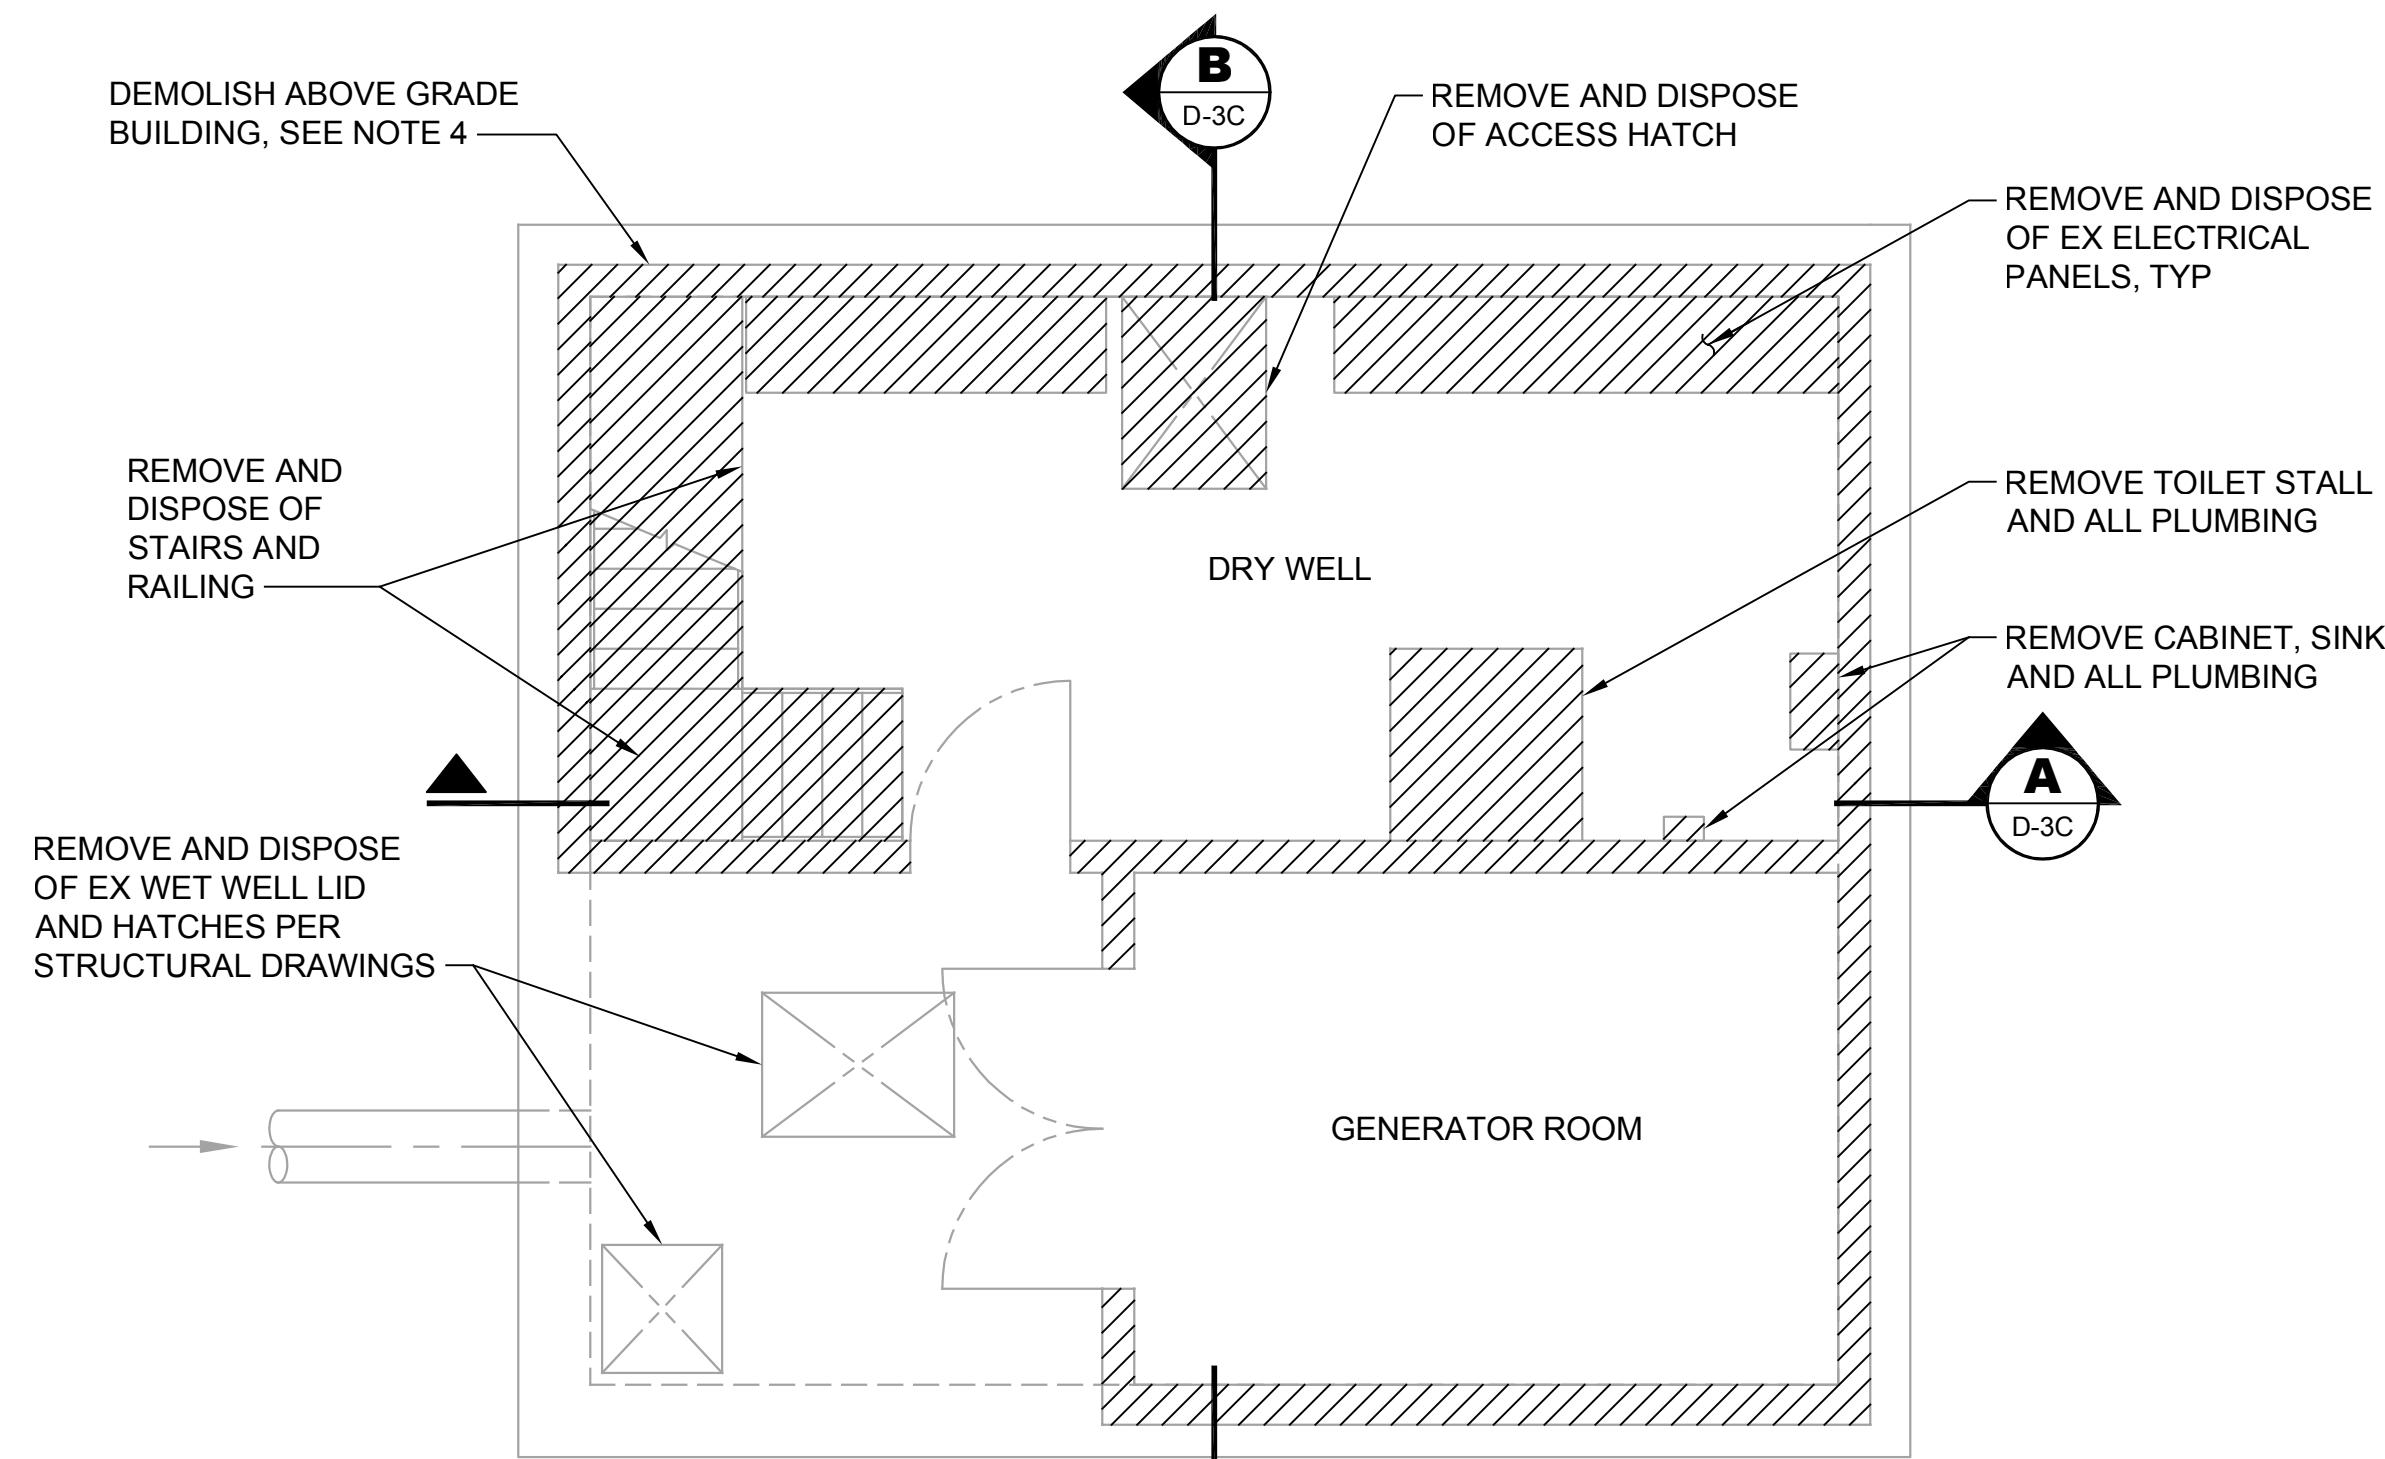 DEMOLISH ABOVE GRADE
BUILDING, SEE NOTE 4
B
D-3C
REMOVE AND DISPOSE
OF ACCESS HATCH
REMOVE AND DISPOSE
OF EX ELECTRICAL
PANELS, TYP
REMOVE AND
DISPOSE OF
STAIRS AND
RAILING
DRY WELL
REMOVE TOILET STALL
AND ALL PLUMBING
REMOVE CABINET, SINK
AND ALL PLUMBING
A
D-3C
REMOVE AND DISPOSE
OF EX WET WELL LID
AND HATCHES PER
STRUCTURAL DRAWINGS
GENERATOR ROOM